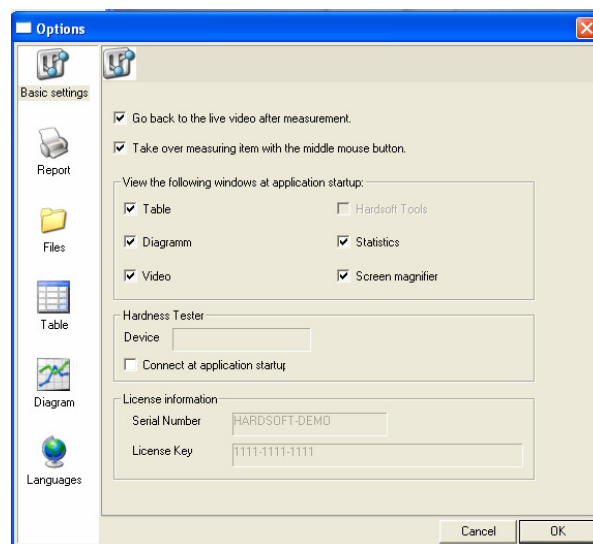 Options
Basic settings
Report
Files
Table
Diagram
Languages
Go back to the live video after measurement.
Take over measuring item with the middle mouse button.
View the following windows at application startup:
Table
Hardsoft Tools
Diagramm
Statistics
Video
Screen magnifier
Hardness Tester
Device
Connect at application startup
License information
Serial Number HARDSOFT-DEMO
License Key 1111-1111-1111
Cancel OK